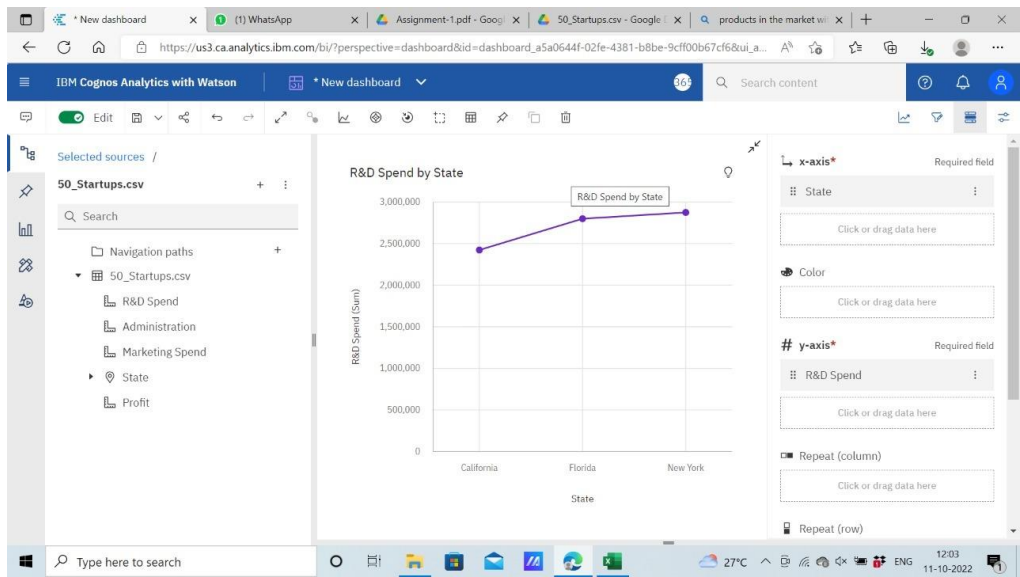 * New dashboard
(1) WhatsApp
Assignment-1.pdf - Googl
50_Startups.csv - Google D
products in the market wi
https://us3.ca.analytics.ibm.com/bi/?perspective=dashboard&id=dashboard_a5a0644f-02fe-4381-b8be-9cff00b67cf6&ui_a...
IBM Cognos Analytics with Watson
* New dashboard
365
Search content
Edit
Selected sources /
50_Startups.csv
Search
Navigation paths
50_Startups.csv
R&D Spend
Administration
Marketing Spend
State
Profit
R&D Spend by State
R&D Spend by State
3,000,000
2,500,000
2,000,000
1,500,000
1,000,000
500,000
0
R&D Spend (Sum)
California Florida New York
State
x-axis* Required field
State
Click or drag data here
Color
Click or drag data here
y-axis* Required field
R&D Spend
Click or drag data here
Repeat (column)
Click or drag data here
Repeat (row)
Type here to search
27°C
ENG
12:03
11-10-2022
1